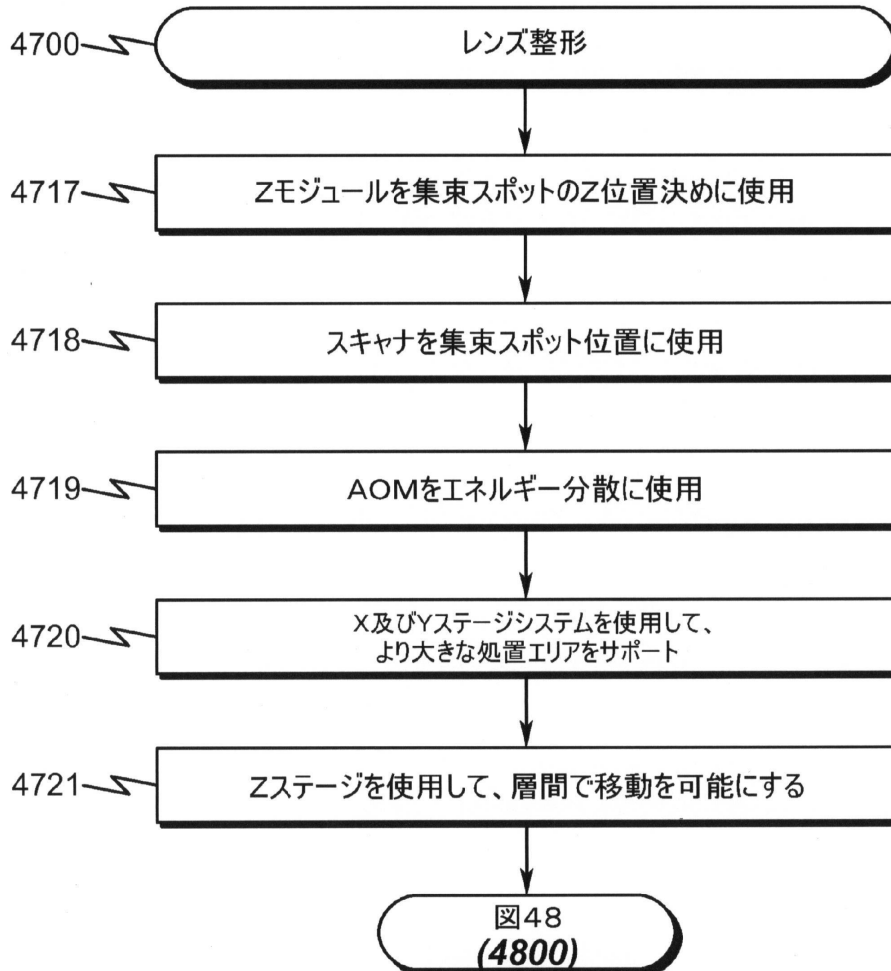 4700
レンズ整形
4717
Zモジュールを集束スポットのZ位置決めに使用
4718
スキャナを集束スポット位置に使用
4719
AOMをエネルギー分散に使用
4720
X及びYステージシステムを使用して、
より大きな処置エリアをサポート
4721
Zステージを使用して、層間で移動を可能にする
図48
(4800)